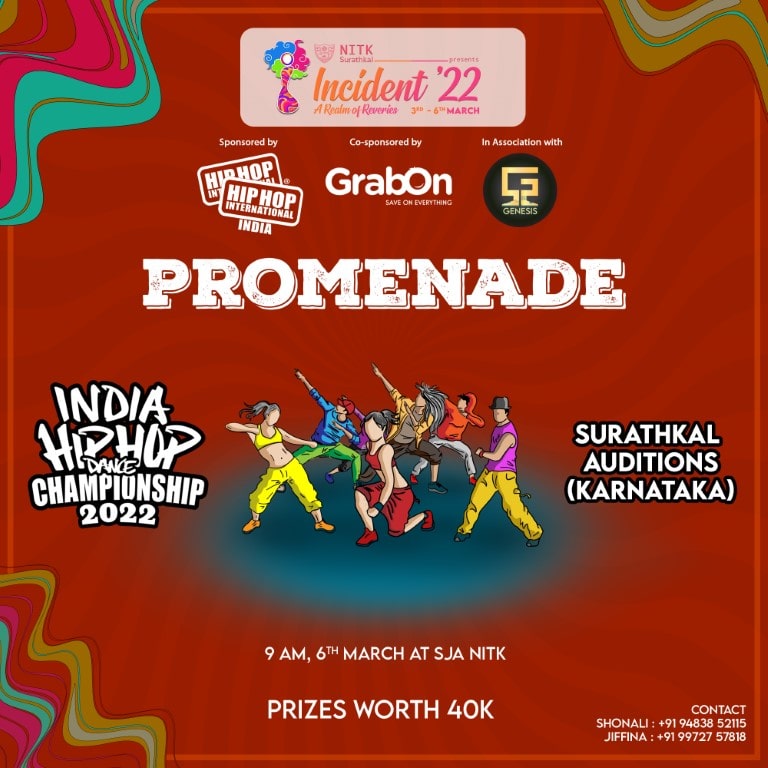 NITK
Surathkal
presents
Incident '22
A Realm of Reveries 3RD - 6TH MARCH
Sponsored by
HIP HOP
INTERNATIONAL
HIP HOP
INTERNATIONAL
INDIA
Co-sponsored by
GrabOn
SAVE ON EVERYTHING
In Association with
GENESIS
PROMENADE
INDIA
HIP HOP
DANCE
CHAMPIONSHIP
2022
SURATHKAL
AUDITIONS
(KARNATAKA)
9 AM, 6TH MARCH AT SJA NITK
PRIZES WORTH 40K
CONTACT
SHONALI : +91 94838 52115
JIFFINA : +91 99727 57818